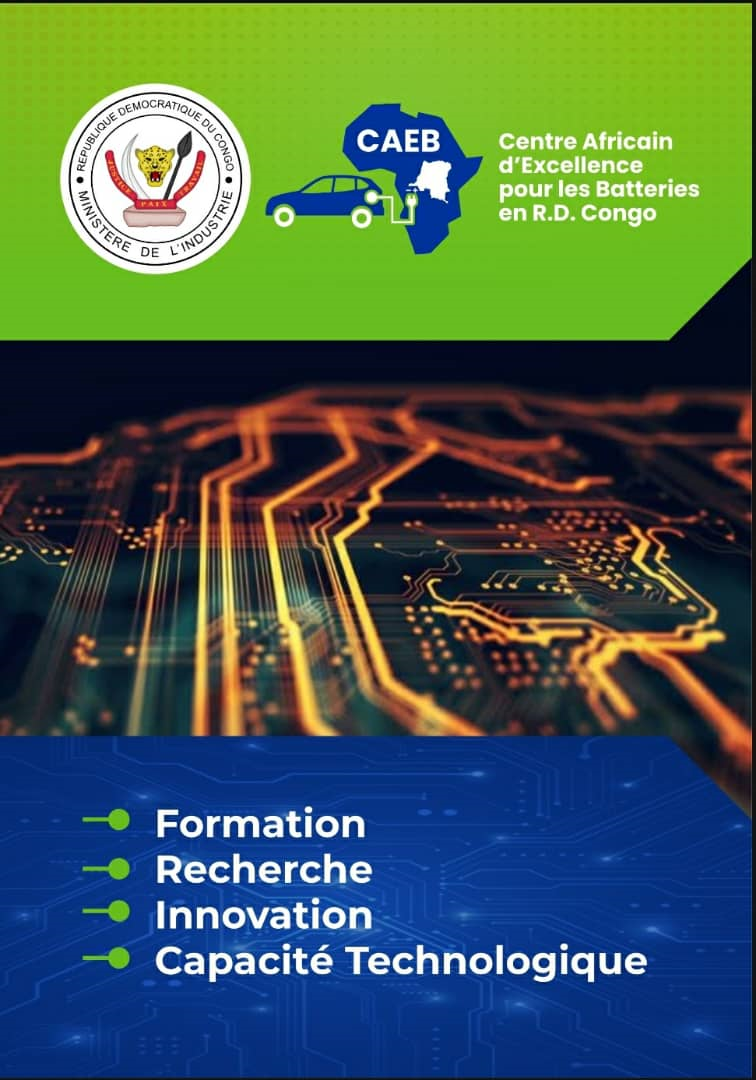 REPUBLIQUE DEMOCRATIQUE DU CONGO
JUSTICE PAIX TRAVAIL
MINISTERE DE L'INDUSTRIE
CAEB
Centre Africain
d'Excellence
pour les Batteries
en R.D. Congo
Formation
Recherche
Innovation
Capacité Technologique